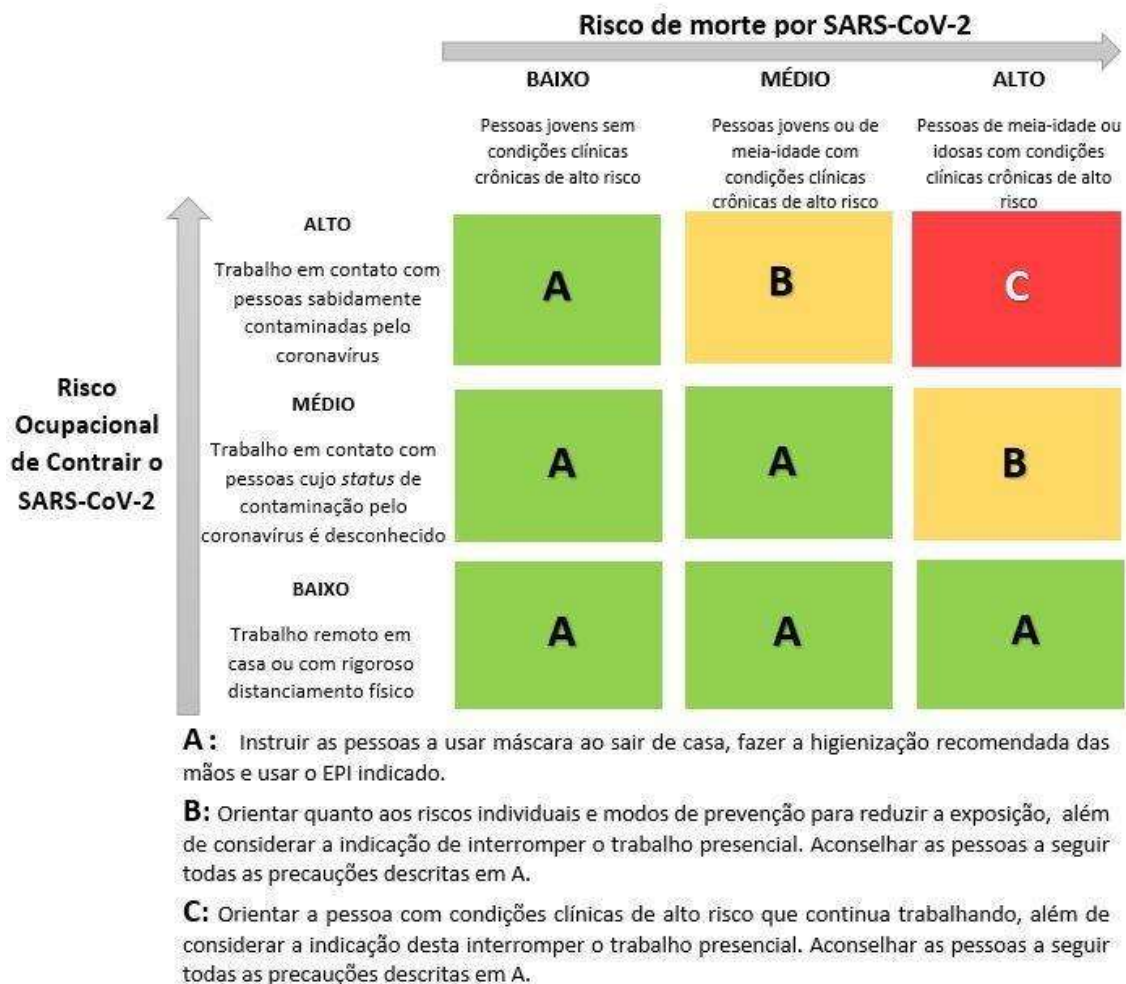 Risco de morte por SARS-CoV-2
BAIXO
MÉDIO
ALTO
Pessoas jovens sem
condições clínicas
crônicas de alto risco
Pessoas jovens ou de
meia-idade com
condições clínicas
crônicas de alto risco
Pessoas de meia-idade ou
idosas com condições
clínicas crônicas de alto
risco
Risco
Ocupacional
de Contrair o
SARS-CoV-2
ALTO
Trabalho em contato com
pessoas sabidamente
contaminadas pelo
coronavírus
A
B
C
MÉDIO
Trabalho em contato com
pessoas cujo status de
contaminação pelo
coronavírus é desconhecido
A
A
B
BAIXO
Trabalho remoto em
casa ou com rigoroso
distanciamento físico
A
A
A
A: Instruir as pessoas a usar máscara ao sair de casa, fazer a higienização recomendada das
mãos e usar o EPI indicado.
B: Orientar quanto aos riscos individuais e modos de prevenção para reduzir a exposição, além
de considerar a indicação de interromper o trabalho presencial. Aconselhar as pessoas a seguir
todas as precauções descritas em A.
C: Orientar a pessoa com condições clínicas de alto risco que continua trabalhando, além de
considerar a indicação desta interromper o trabalho presencial. Aconselhar as pessoas a seguir
todas as precauções descritas em A.